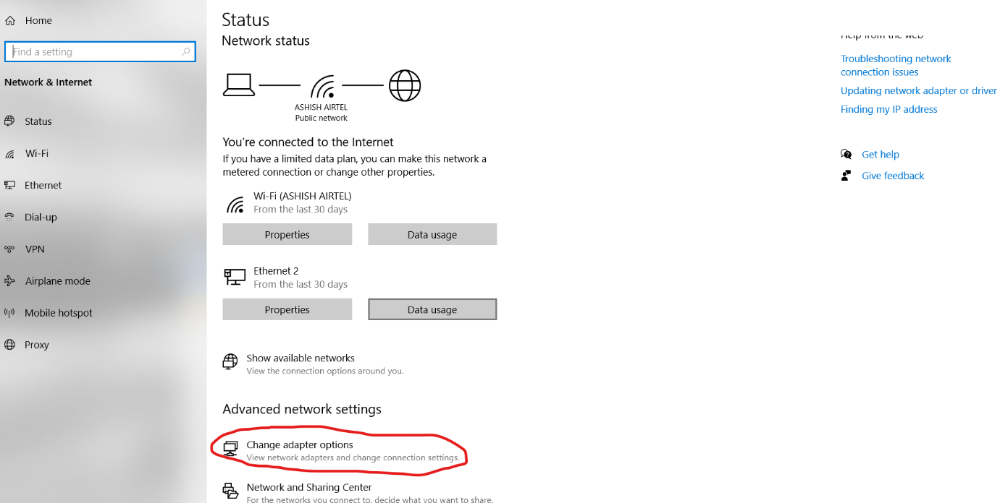 Home
Find a setting
Network & Internet
Status
Wi-Fi
Ethernet
Dial-up
VPN
Airplane mode
Mobile hotspot
Proxy
Status
Network status
ASHISH AIRTEL
Public network
You're connected to the Internet
If you have a limited data plan, you can make this network a
metered connection or change other properties.
Wi-Fi (ASHISH AIRTEL)
From the last 30 days
Properties
Data usage
Ethernet 2
From the last 30 days
Properties
Data usage
Show available networks
View the connection options around you.
Advanced network settings
Change adapter options
View network adapters and change connection settings.
Network and Sharing Center
For the networks you connect to, decide what you want to share.
Help from the web
Troubleshooting network
connection issues
Updating network adapter or driver
Finding my IP address
Get help
Give feedback